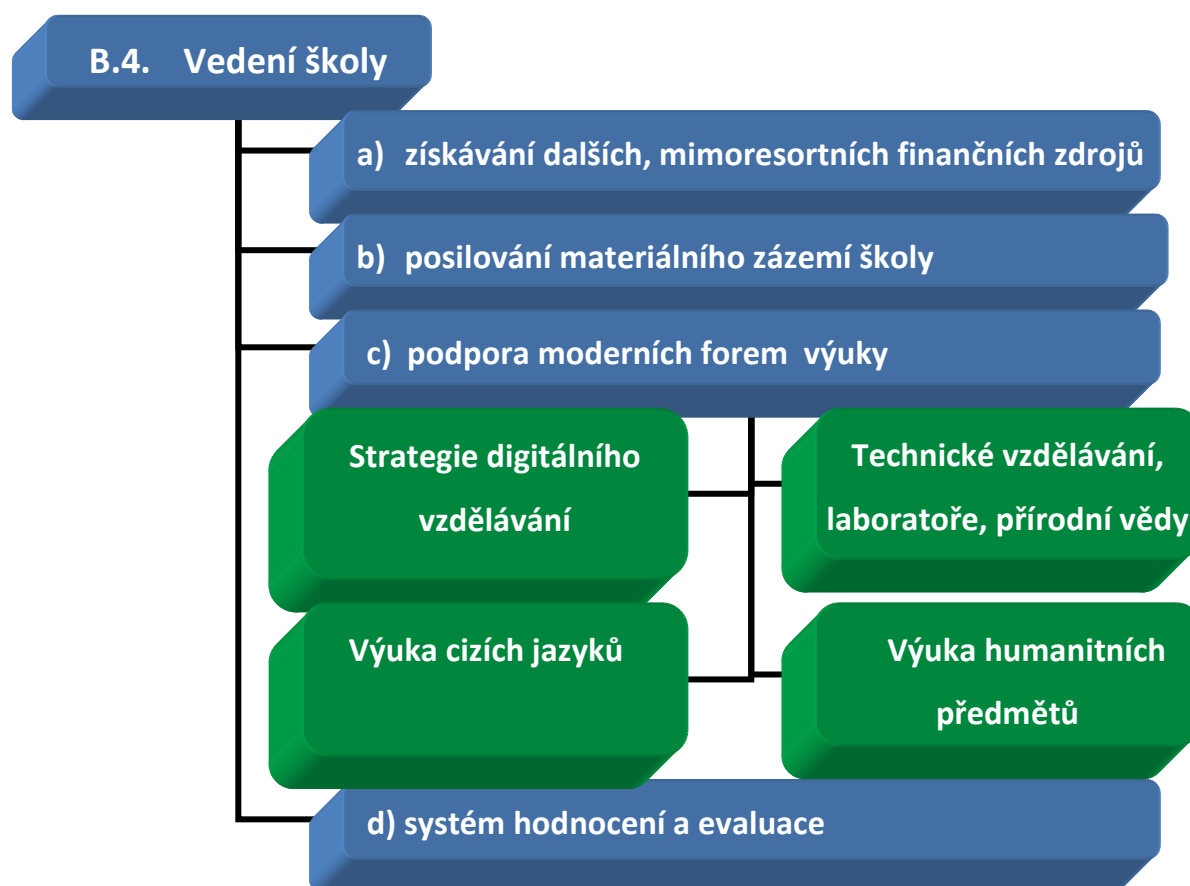 B.4. Vedení školy
a) získávání dalších, mimoresortních finančních zdrojů
b) posilování materiálního zázemí školy
c) podpora moderních forem výuky
Strategie digitálního
vzdělávání
Technické vzdělávání,
laboratoře, přírodní vědy
Výuka cizích jazyků
Výuka humanitních
předmětů
d) systém hodnocení a evaluace